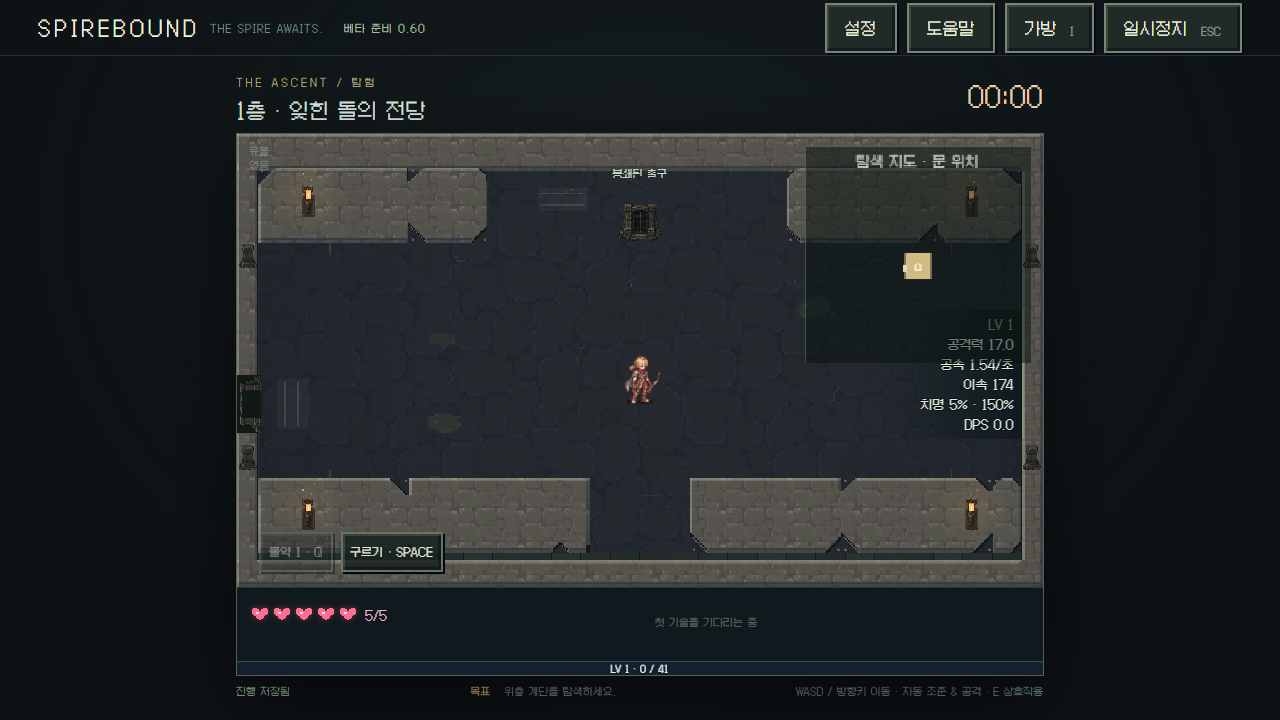 SPIREBOUND THE SPIRE AWAITS. 베타 준비 0.60
설정 도움말 가방 I 일시정지 ESC
THE ASCENT / 탐험
1층 · 잊힌 돌의 전당
00:00
유물
없음
봉쇄된 출구
탐색 지도 · 문 위치
LV 1
공격력 17.0
공속 1.54/초
이속 174
치명 5% · 150%
DPS 0.0
물약 1 · Q 구르기 · SPACE
5/5
첫 기술을 기다리는 중
LV 1 · 0 / 41
진행 저장됨 목표 위층 계단을 탐색하세요. WASD / 방향키 이동 · 자동 조준 & 공격 · E 상호작용